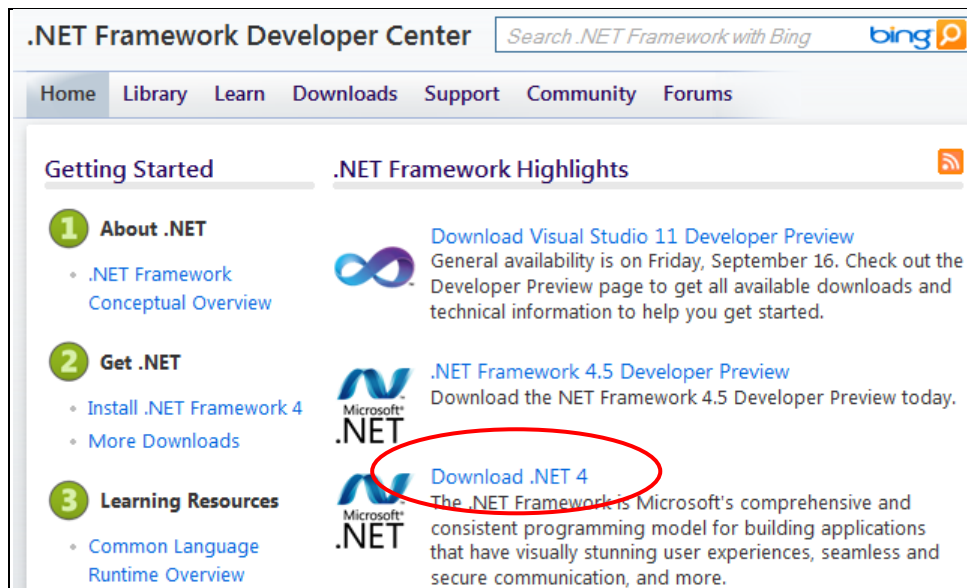 .NET Framework Developer Center
Search .NET Framework with Bing
bing
Home Library Learn Downloads Support Community Forums
Getting Started
1 About .NET
.NET Framework
Conceptual Overview
2 Get .NET
Install .NET Framework 4
More Downloads
3 Learning Resources
Common Language
Runtime Overview
.NET Framework Highlights
Download Visual Studio 11 Developer Preview
General availability is on Friday, September 16. Check out the
Developer Preview page to get all available downloads and
technical information to help you get started.
Microsoft®
.NET
.NET Framework 4.5 Developer Preview
Download the NET Framework 4.5 Developer Preview today.
Microsoft®
.NET
Download .NET 4
The .NET Framework is Microsoft's comprehensive and
consistent programming model for building applications
that have visually stunning user experiences, seamless and
secure communication, and more.